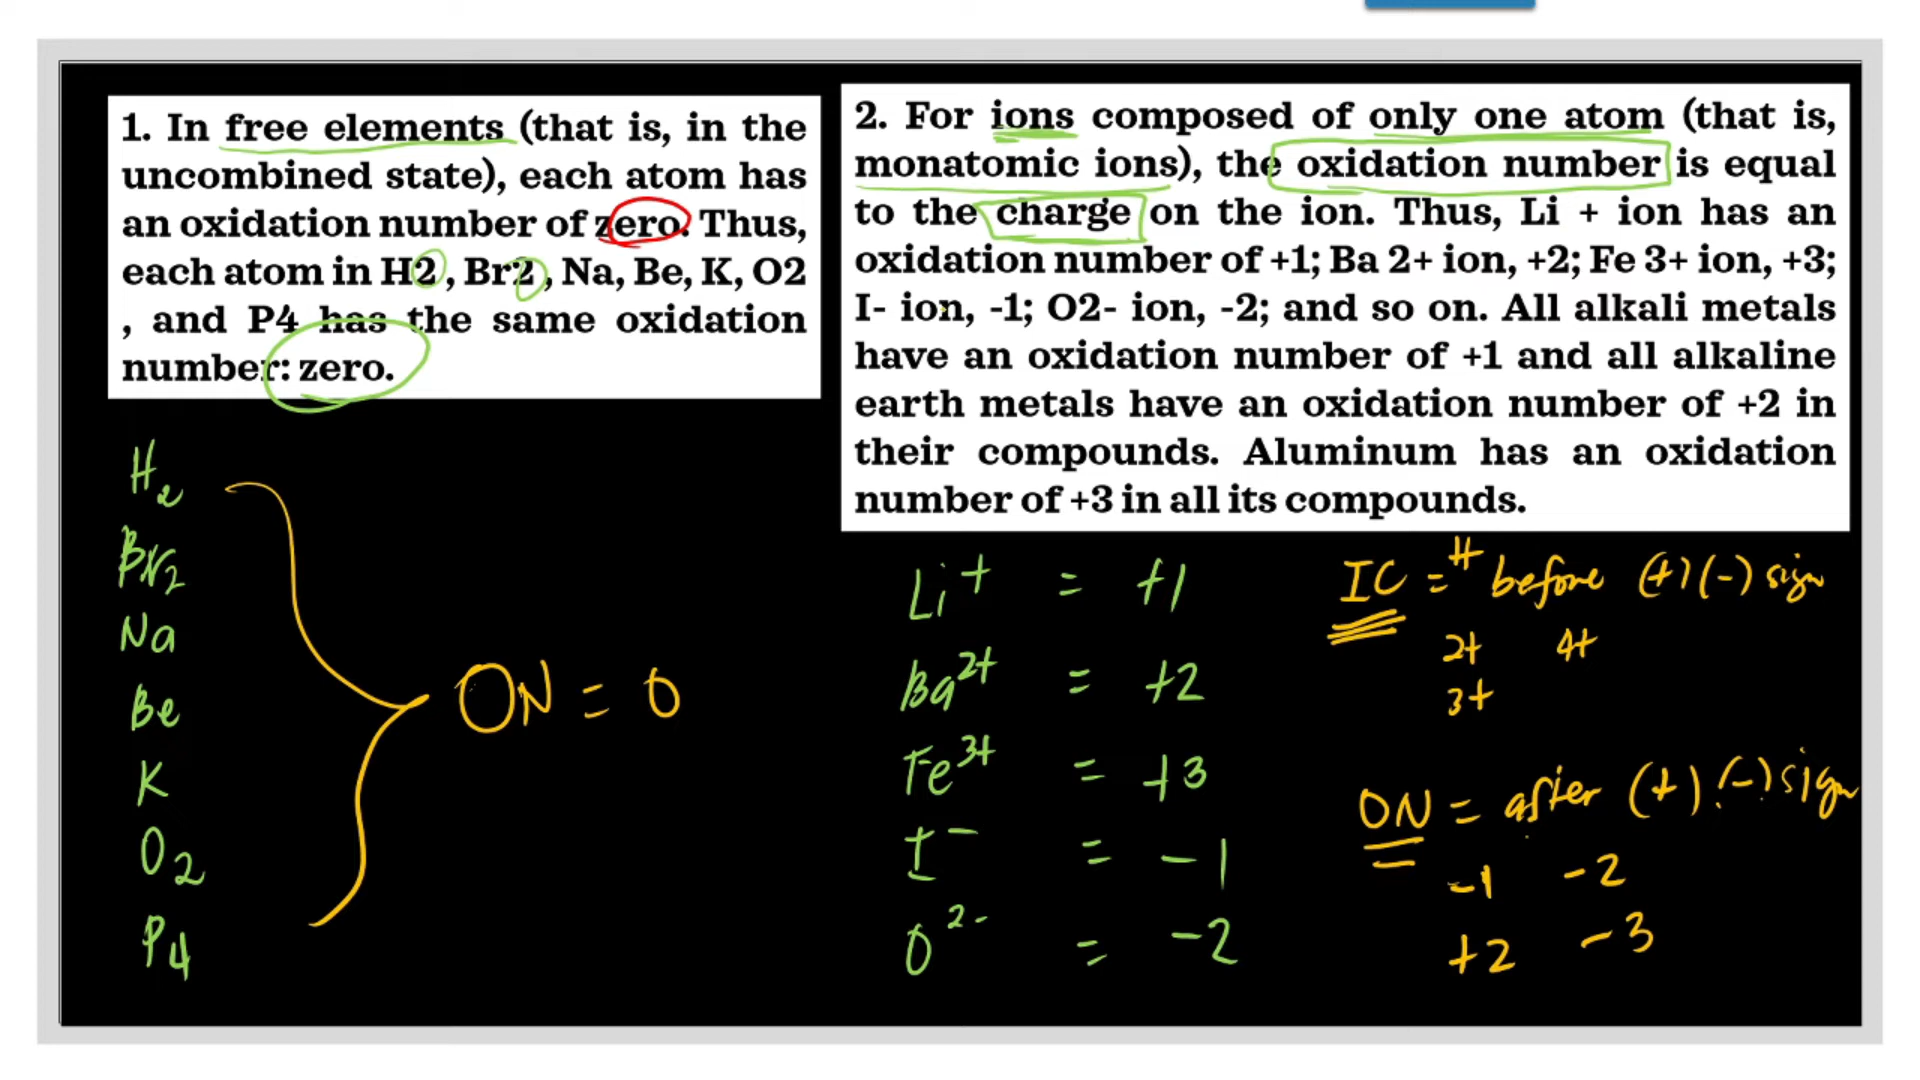 1. In free elements (that is, in the
uncombined state), each atom has
an oxidation number of zero. Thus,
each atom in H2 , Br2 , Na, Be, K, O2
, and P4 has the same oxidation
number: zero.
2. For ions composed of only one atom (that is,
monatomic ions), the oxidation number is equal
to the charge on the ion. Thus, Li + ion has an
oxidation number of +1; Ba 2+ ion, +2; Fe 3+ ion, +3;
I- ion, -1; O2- ion, -2; and so on. All alkali metals
have an oxidation number of +1 and all alkaline
earth metals have an oxidation number of +2 in
their compounds. Aluminum has an oxidation
number of +3 in all its compounds.
H2
Br2
Na
Be
K
O2
P4
ON = 0
Li+ = +1
Ba2+ = +2
Fe3+ = +3
I- = -1
O2- = -2
IC = # before (+) (-) sign
2+ 4+
3+
ON = after (+) (-) sign
-1 -2
+2 -3